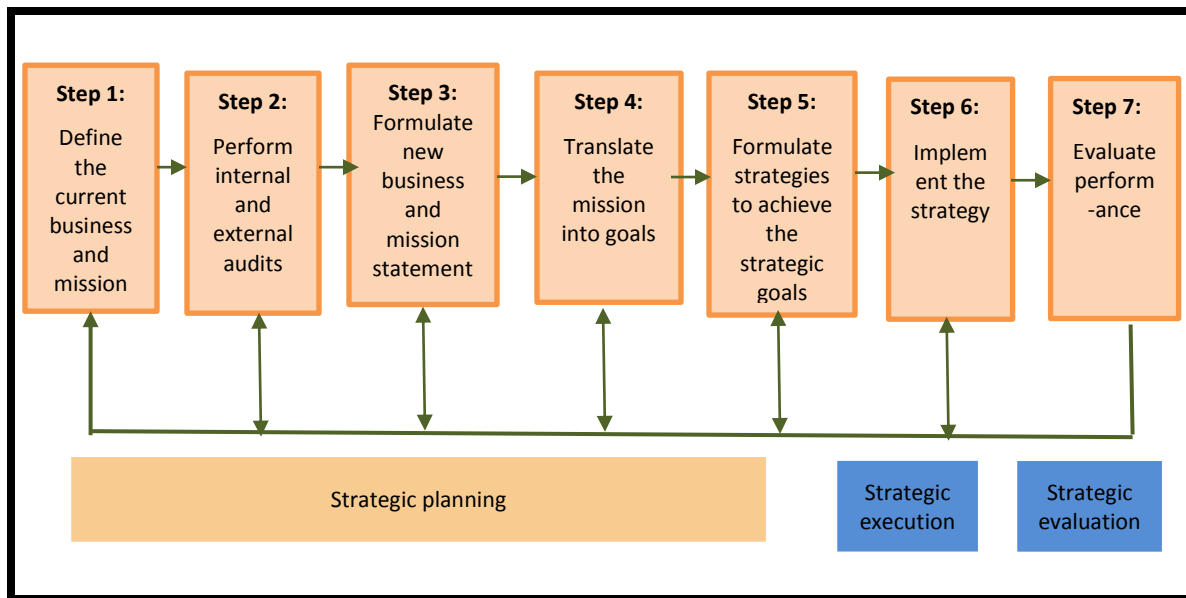 Step 1:
Define
the
current
business
and
mission
Step 2:
Perform
internal
and
external
audits
Step 3:
Formulate
new
business
and
mission
statement
Step 4:
Translate
the
mission
into goals
Step 5:
Formulate
strategies
to achieve
the
strategic
goals
Step 6:
Implem
ent the
strategy
Step 7:
Evaluate
perform
-ance
Strategic planning
Strategic
execution
Strategic
evaluation